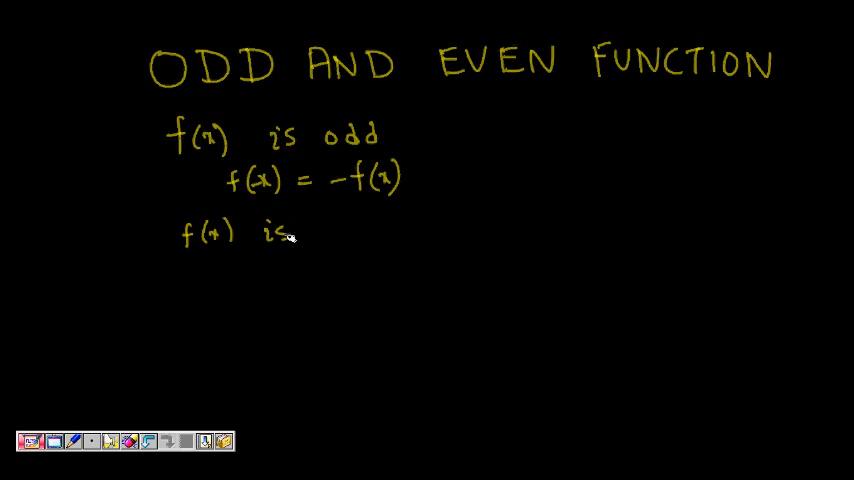 ODD AND EVEN FUNCTION
f(x) is odd
f(-x) = -f(x)
f(x) is